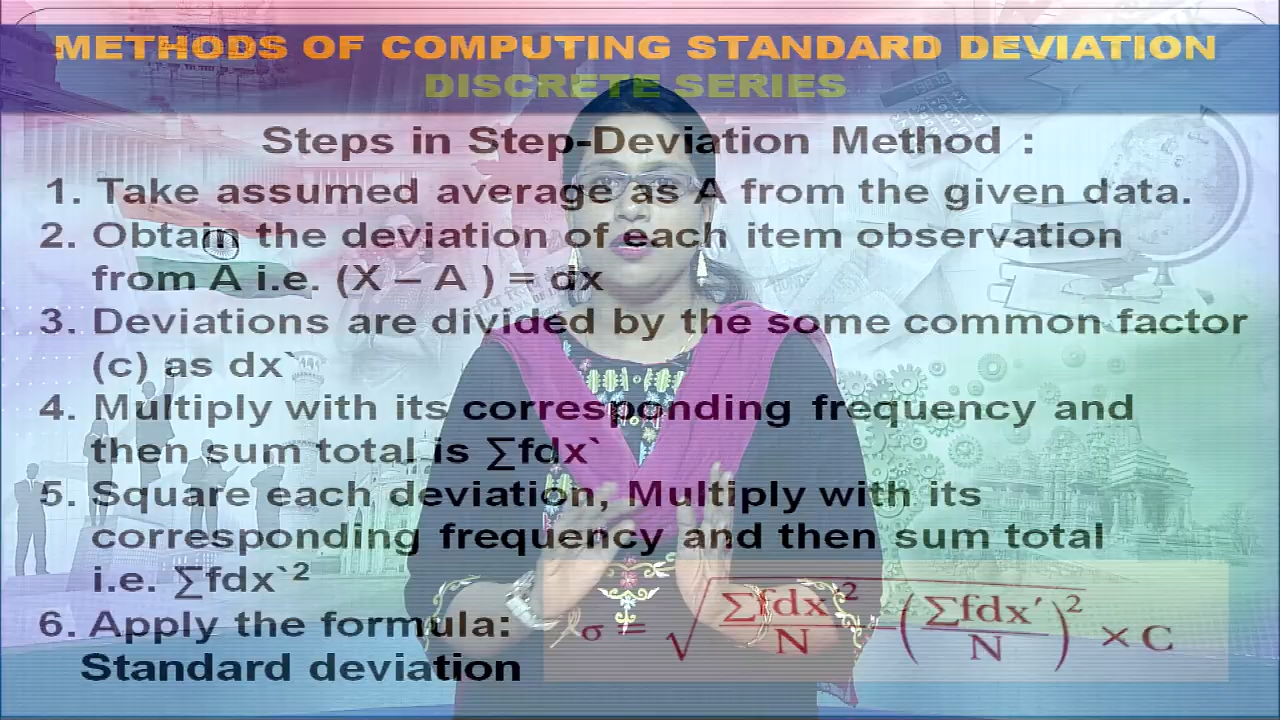 METHODS OF COMPUTING STANDARD DEVIATION
DISCRETE SERIES
Steps in Step-Deviation Method :
1. Take assumed average as A from the given data.
2. Obtain the deviation of each item observation
from A i.e. (X – A ) = dx
3. Deviations are divided by the some common factor
(c) as dx`
4. Multiply with its corresponding frequency and
then sum total is ∑fdx`
5. Square each deviation, Multiply with its
corresponding frequency and then sum total
i.e. ∑fdx`²
6. Apply the formula:
Standard deviation
σ = √(∑fdx′²/N − (∑fdx′/N)²) × C